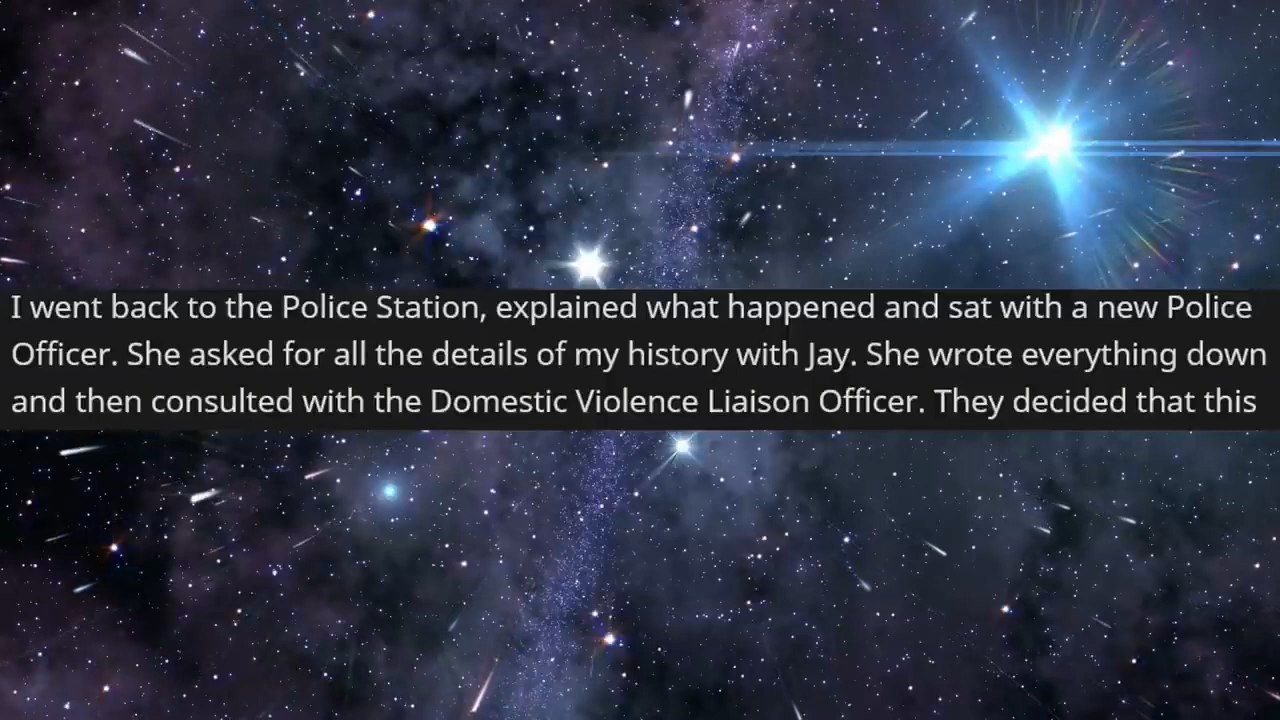 I went back to the Police Station, explained what happened and sat with a new Police
Officer. She asked for all the details of my history with Jay. She wrote everything down
and then consulted with the Domestic Violence Liaison Officer. They decided that this